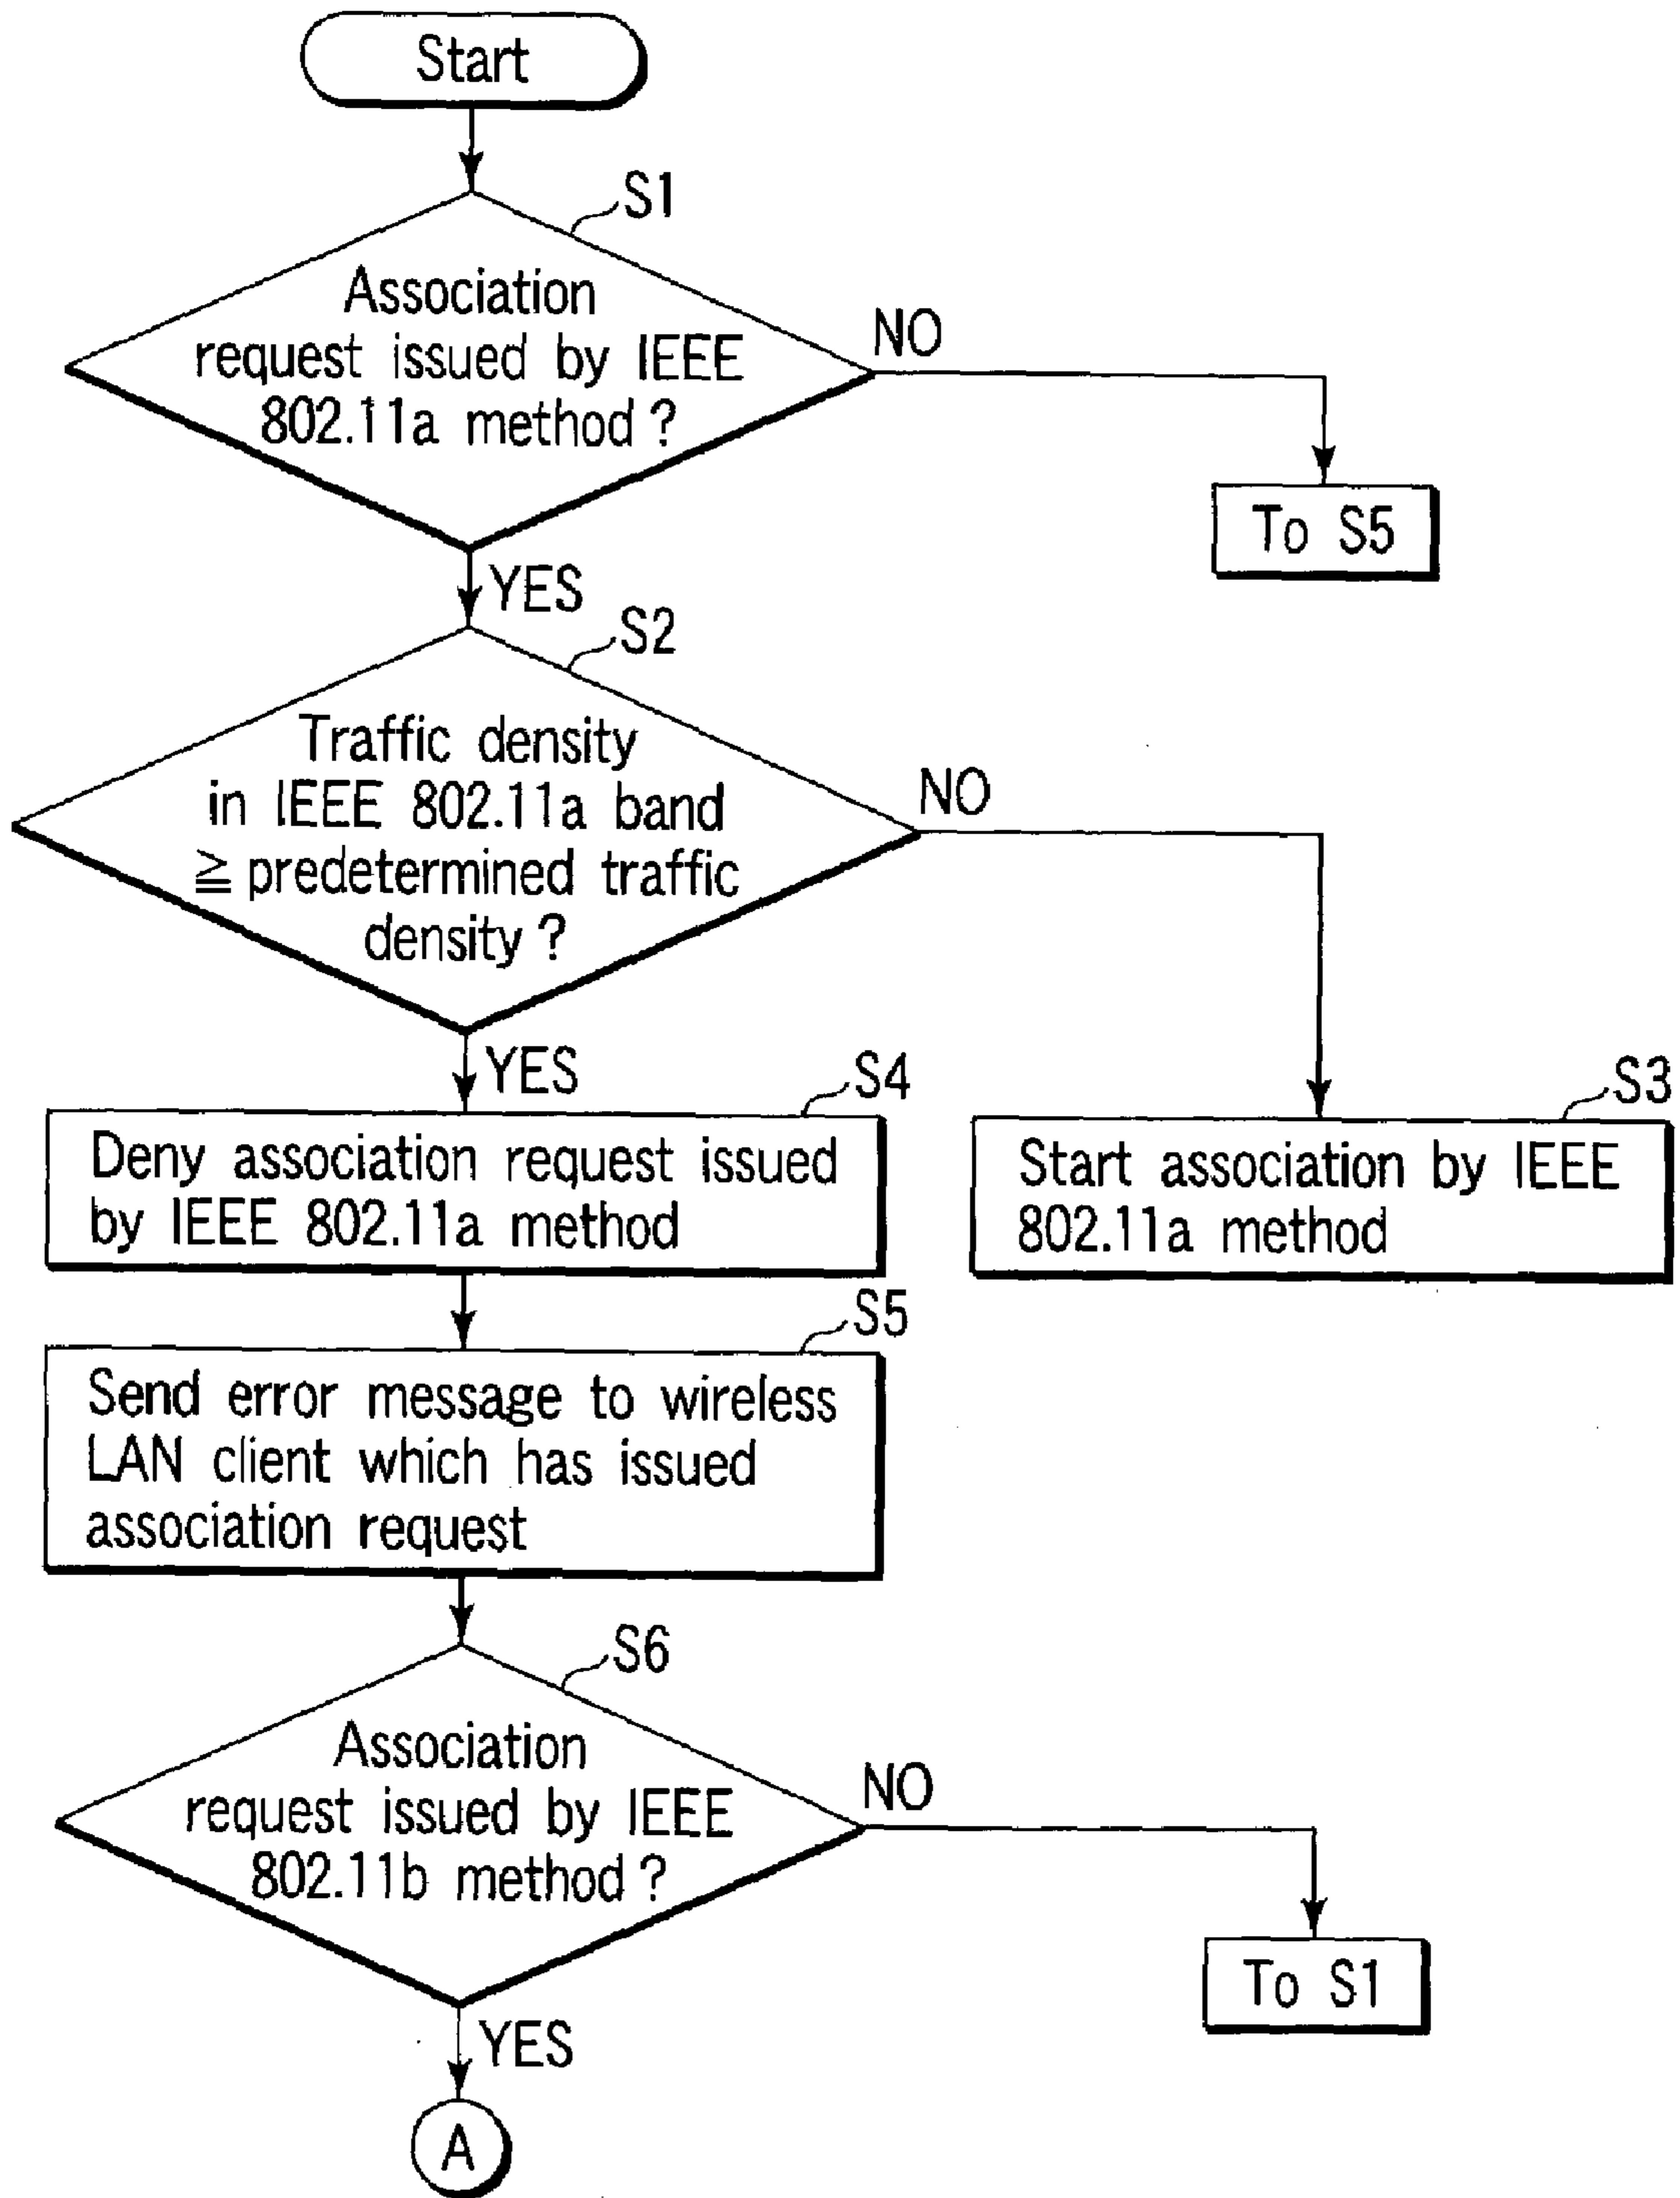 Start
S1
Association
request issued by IEEE
802.11a method?
NO
To S5
YES
S2
Traffic density
in IEEE 802.11a band
≧ predetermined traffic
density?
NO
YES
S4
Deny association request issued
by IEEE 802.11a method
S3
Start association by IEEE
802.11a method
S5
Send error message to wireless
LAN client which has issued
association request
S6
Association
request issued by IEEE
802.11b method?
NO
To S1
YES
A